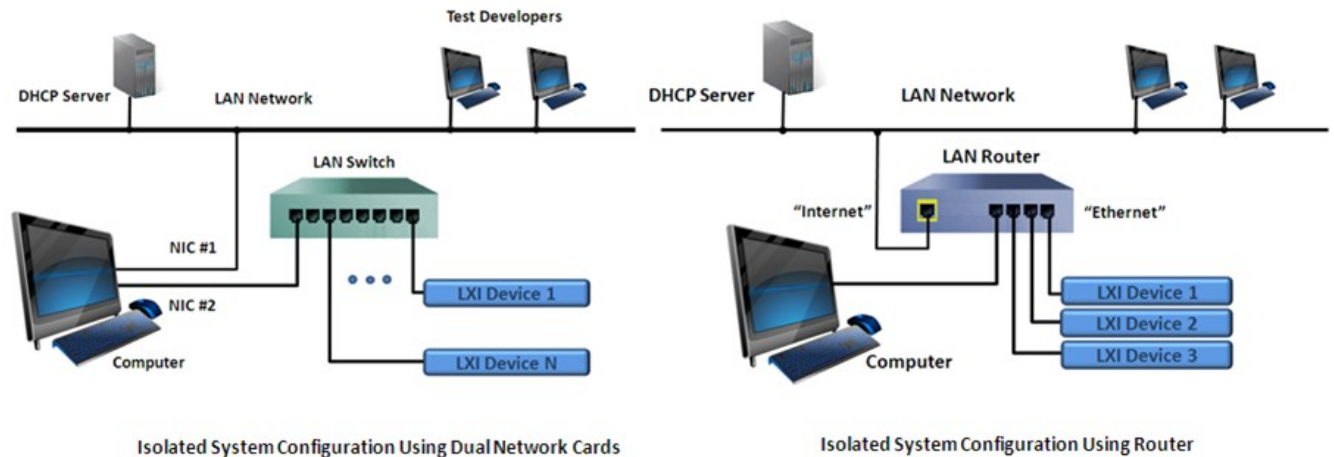 Test Developers
DHCP Server
LAN Network
LAN Switch
NIC #1
NIC #2
LXI Device 1
Computer
LXI Device N
Isolated System Configuration Using Dual Network Cards
DHCP Server
LAN Network
LAN Router
“Internet”
“Ethernet”
LXI Device 1
LXI Device 2
LXI Device 3
Computer
Isolated System Configuration Using Router